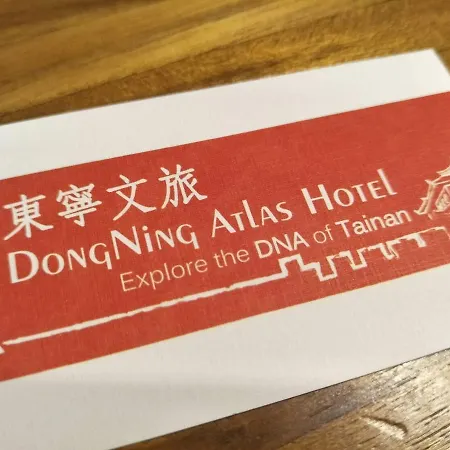 東寧文旅
DONGNING ATLAS HOTEL
Explore the DNA of Tainan